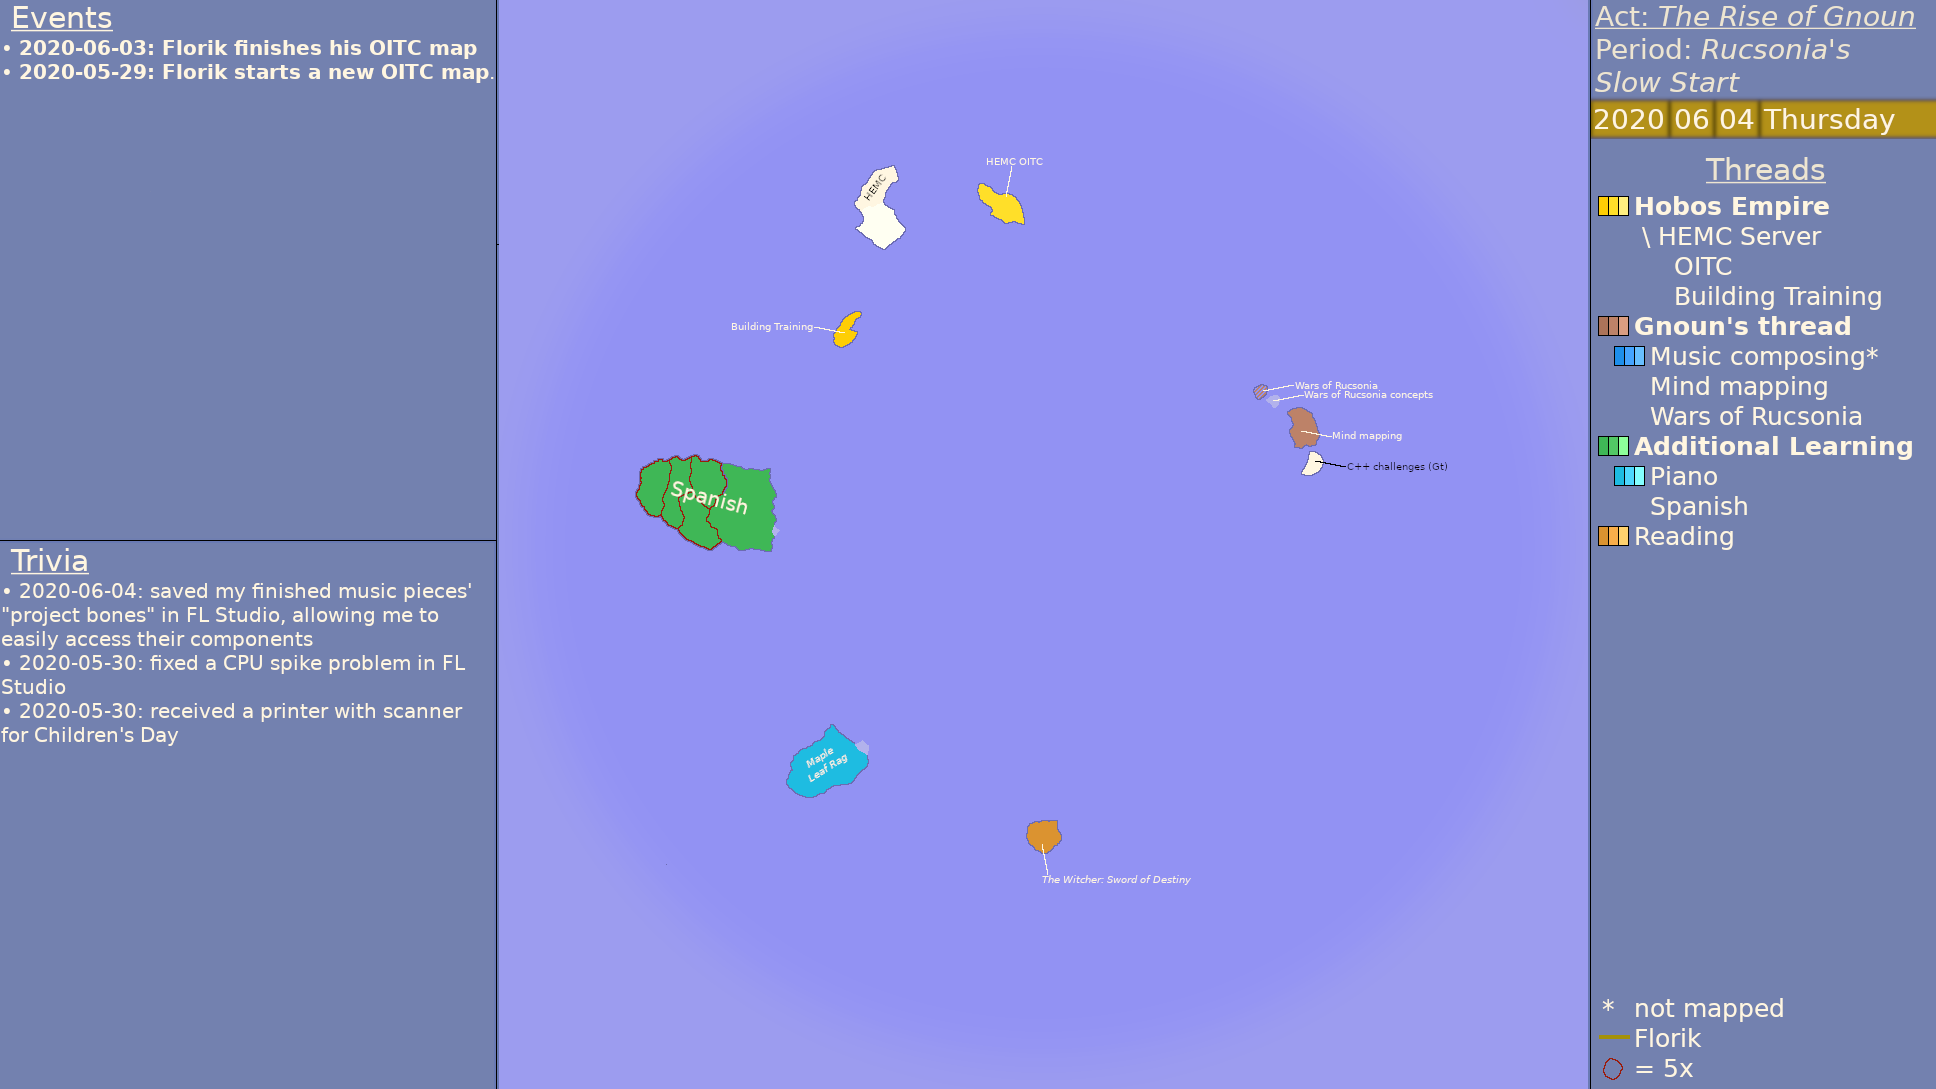 Events
• 2020-06-03: Florik finishes his OITC map
• 2020-05-29: Florik starts a new OITC map.
Trivia
• 2020-06-04: saved my finished music pieces'
"project bones" in FL Studio, allowing me to
easily access their components
• 2020-05-30: fixed a CPU spike problem in FL
Studio
• 2020-05-30: received a printer with scanner
for Children's Day
HEMC
HEMC OITC
Building Training
Wars of Rucsonia
Wars of Rucsonia concepts
Mind mapping
C++ challenges (Gt)
Spanish
Maple
Leaf Rag
The Witcher: Sword of Destiny
Act: The Rise of Gnoun
Period: Rucsonia's
Slow Start
2020 06 04 Thursday
Threads
Hobos Empire
\ HEMC Server
OITC
Building Training
Gnoun's thread
Music composing*
Mind mapping
Wars of Rucsonia
Additional Learning
Piano
Spanish
Reading
* not mapped
Florik
= 5x